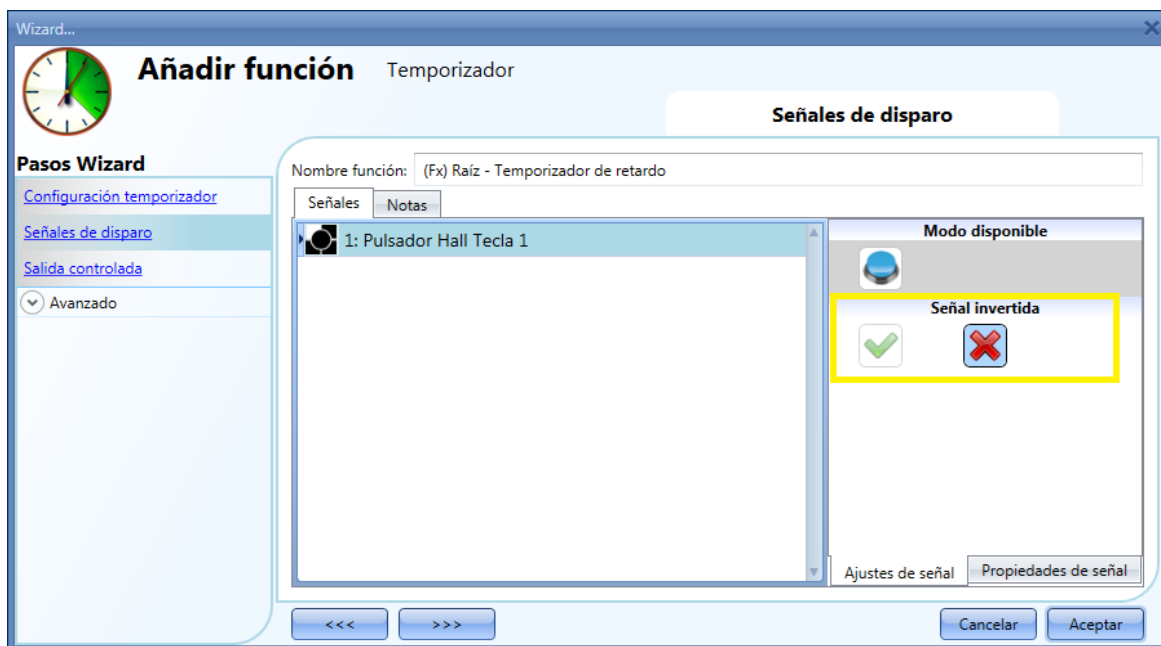 Wizard...
Añadir función Temporizador
Señales de disparo
Pasos Wizard
Configuración temporizador
Señales de disparo
Salida controlada
Avanzado
Nombre función: (Fx) Raíz - Temporizador de retardo
Señales Notas
1: Pulsador Hall Tecla 1
Modo disponible
Señal invertida
Ajustes de señal Propiedades de señal
<<< >>> Cancelar Aceptar